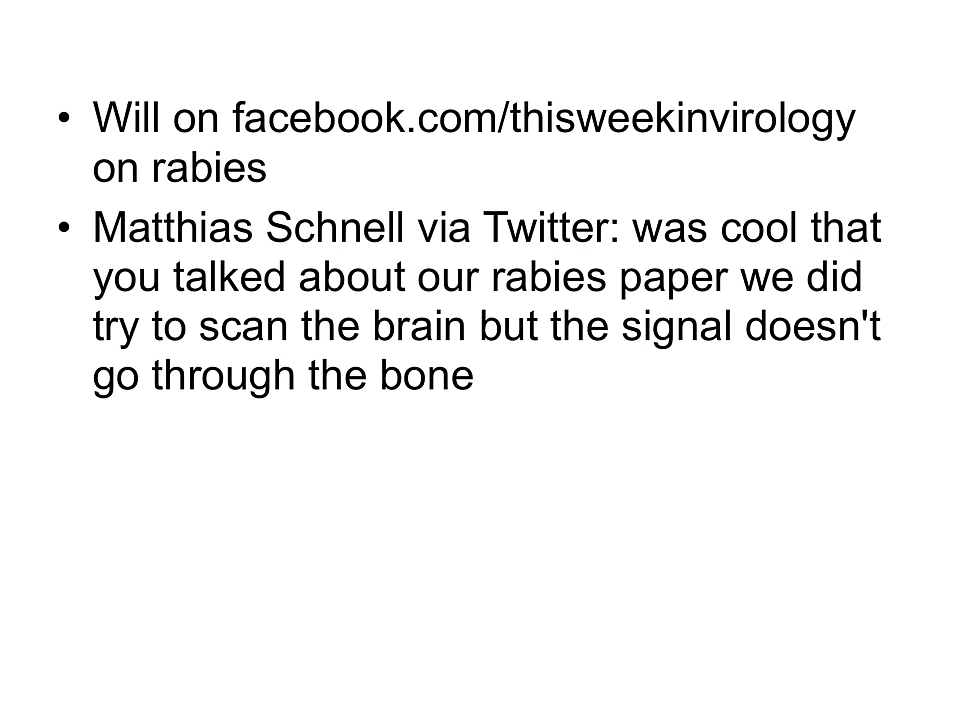 • Will on facebook.com/thisweekinvirology
on rabies
• Matthias Schnell via Twitter: was cool that
you talked about our rabies paper we did
try to scan the brain but the signal doesn't
go through the bone